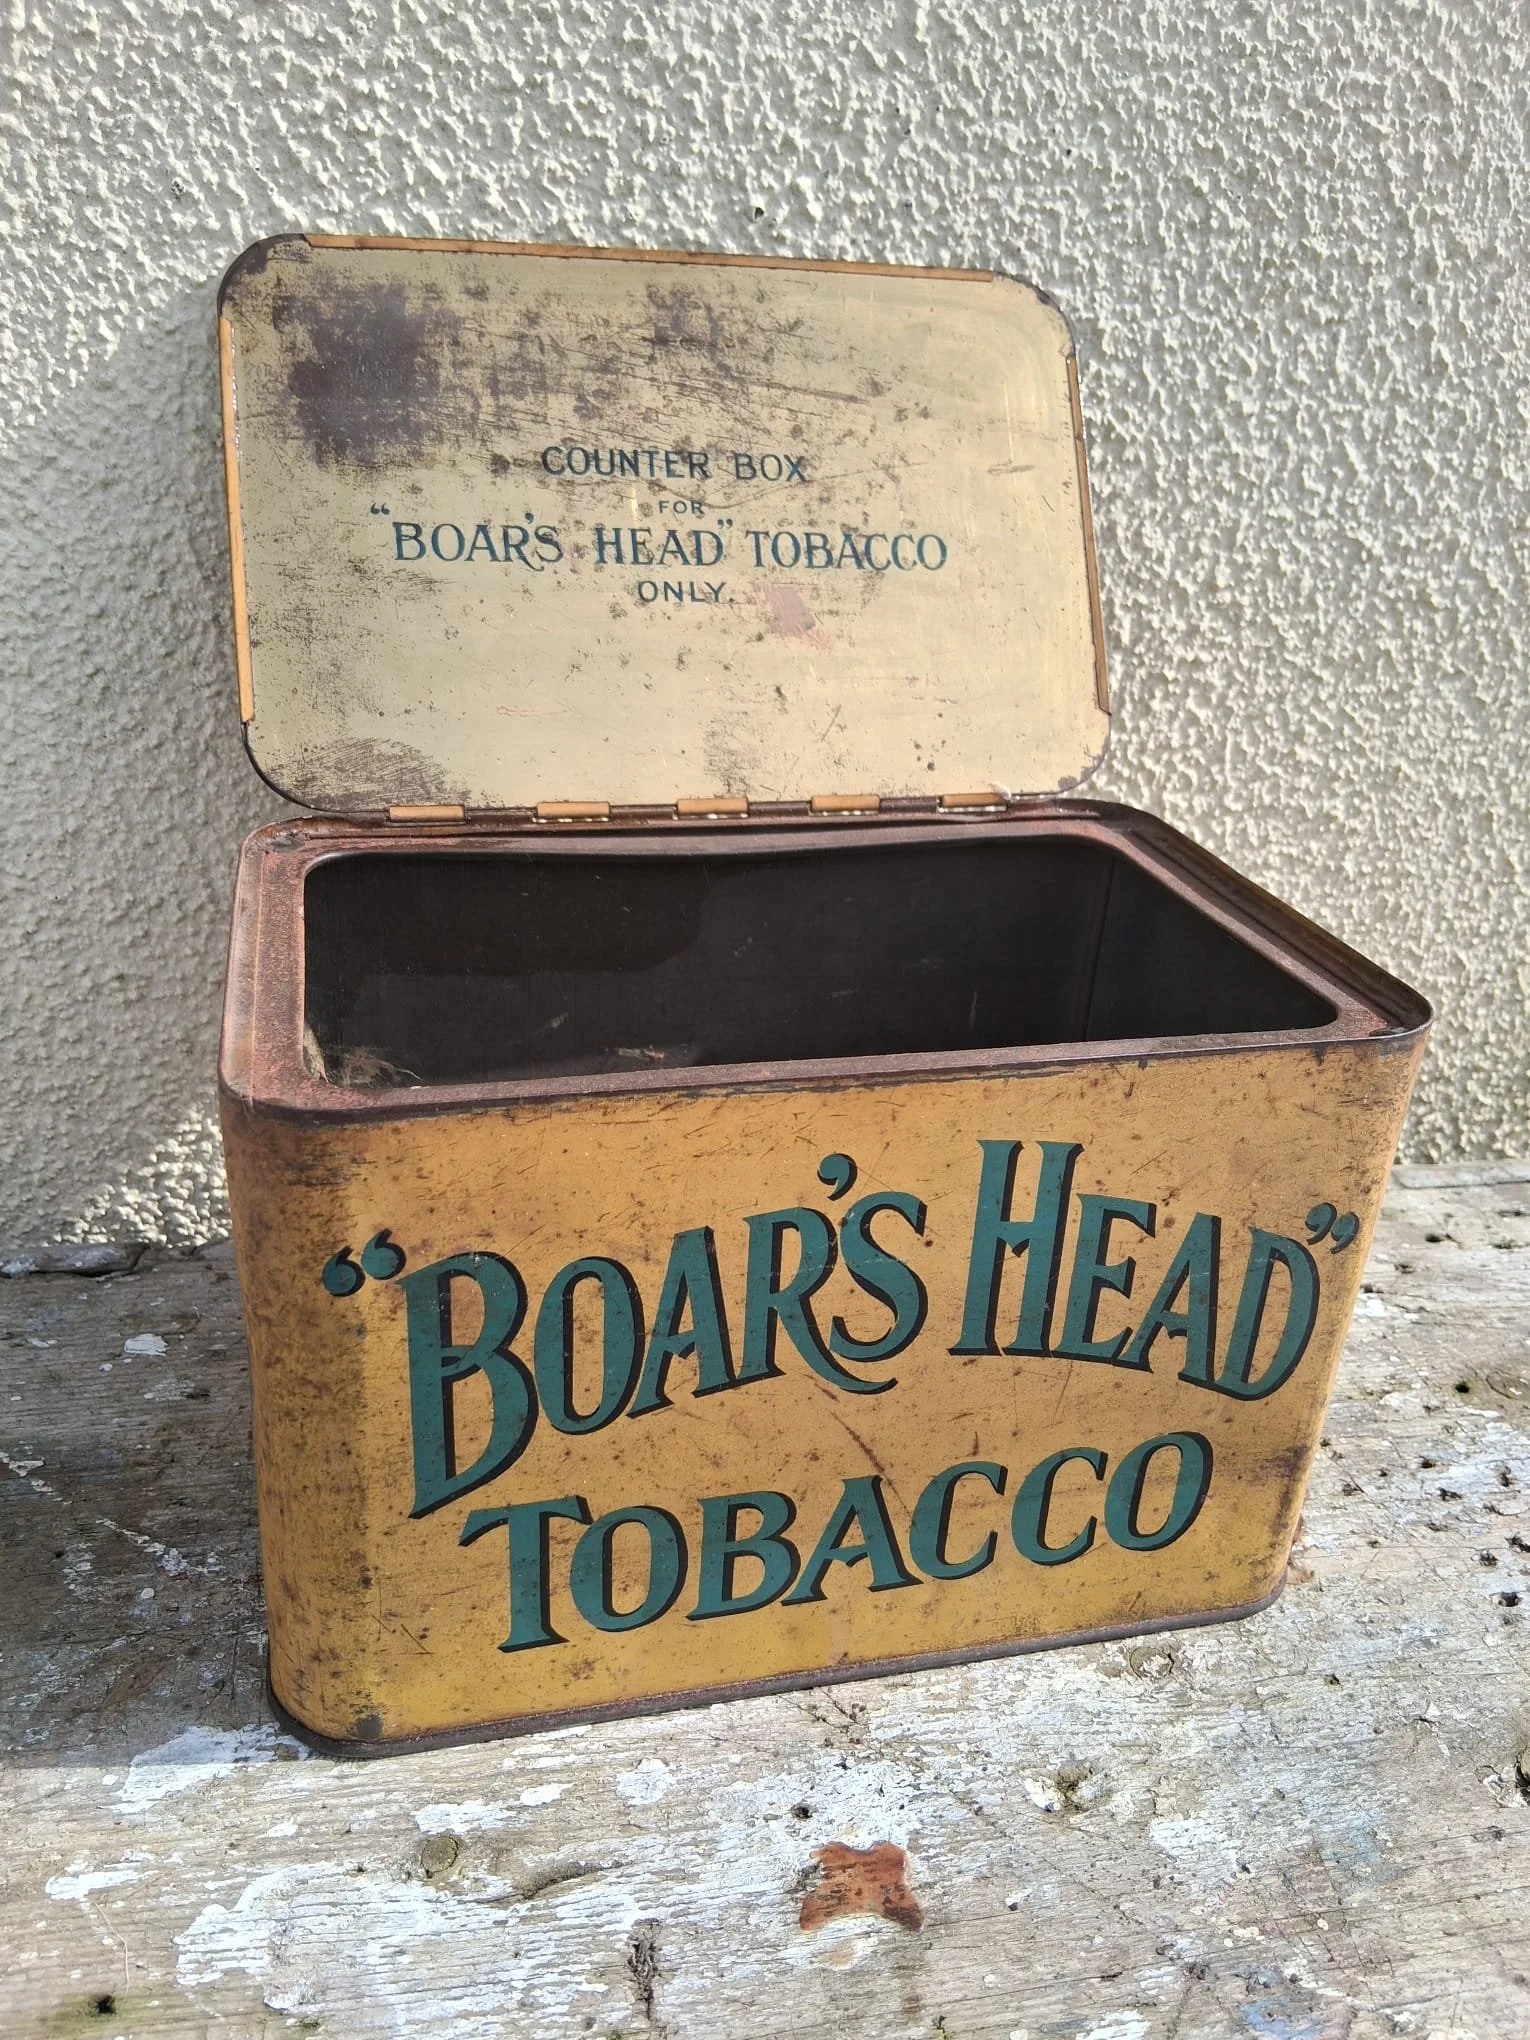 COUNTER BOX
FOR
"BOAR'S HEAD" TOBACCO
ONLY.
"BOAR'S HEAD"
TOBACCO